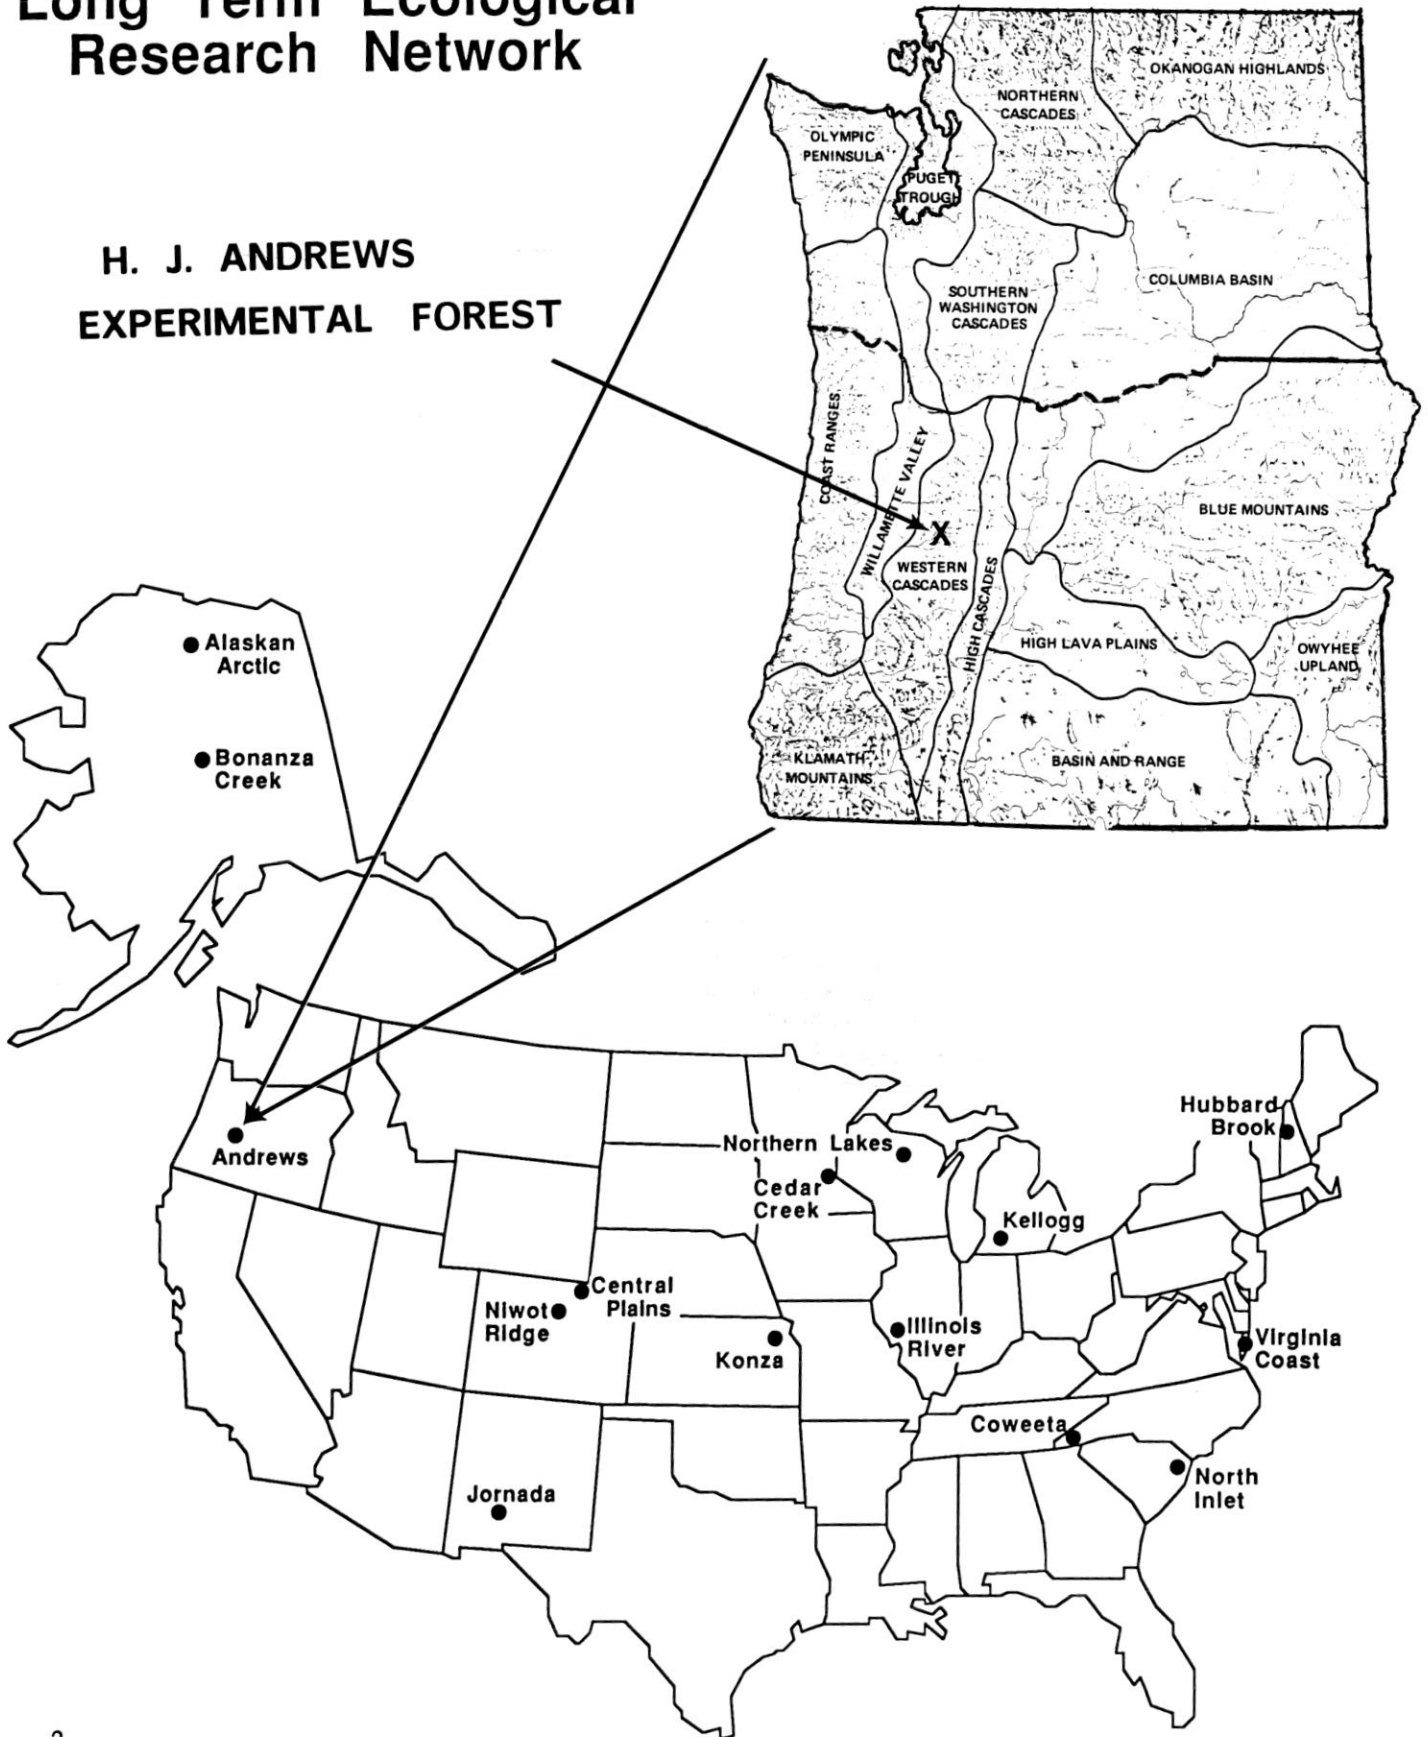 Long Term Ecological
Research Network
H. J. ANDREWS
EXPERIMENTAL FOREST
OKANOGAN HIGHLANDS
NORTHERN
CASCADES
OLYMPIC
PENINSULA
PUGET
TROUGH
COLUMBIA BASIN
SOUTHERN
WASHINGTON
CASCADES
COAST RANGES
WILLAMETTE VALLEY
X
WESTERN
CASCADES
HIGH CASCADES
BLUE MOUNTAINS
HIGH LAVA PLAINS
OWYHEE
UPLAND
KLAMATH
MOUNTAINS
BASIN AND RANGE
Alaskan
Arctic
Bonanza
Creek
Andrews
Northern Lakes
Cedar
Creek
Hubbard
Brook
Kellogg
Central
Plains
Niwot
Ridge
Konza
Illinois
River
Virginia
Coast
Coweeta
North
Inlet
Jornada